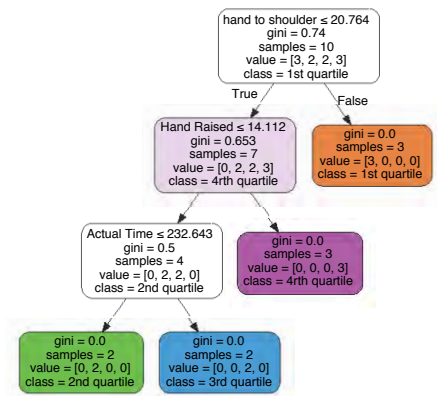 hand to shoulder ≤ 20.764
gini = 0.74
samples = 10
value = [3, 2, 2, 3]
class = 1st quartile
True
False
Hand Raised ≤ 14.112
gini = 0.653
samples = 7
value = [0, 2, 2, 3]
class = 4rth quartile
gini = 0.0
samples = 3
value = [3, 0, 0, 0]
class = 1st quartile
Actual Time ≤ 232.643
gini = 0.5
samples = 4
value = [0, 2, 2, 0]
class = 2nd quartile
gini = 0.0
samples = 3
value = [0, 0, 0, 3]
class = 4rth quartile
gini = 0.0
samples = 2
value = [0, 2, 0, 0]
class = 2nd quartile
gini = 0.0
samples = 2
value = [0, 0, 2, 0]
class = 3rd quartile